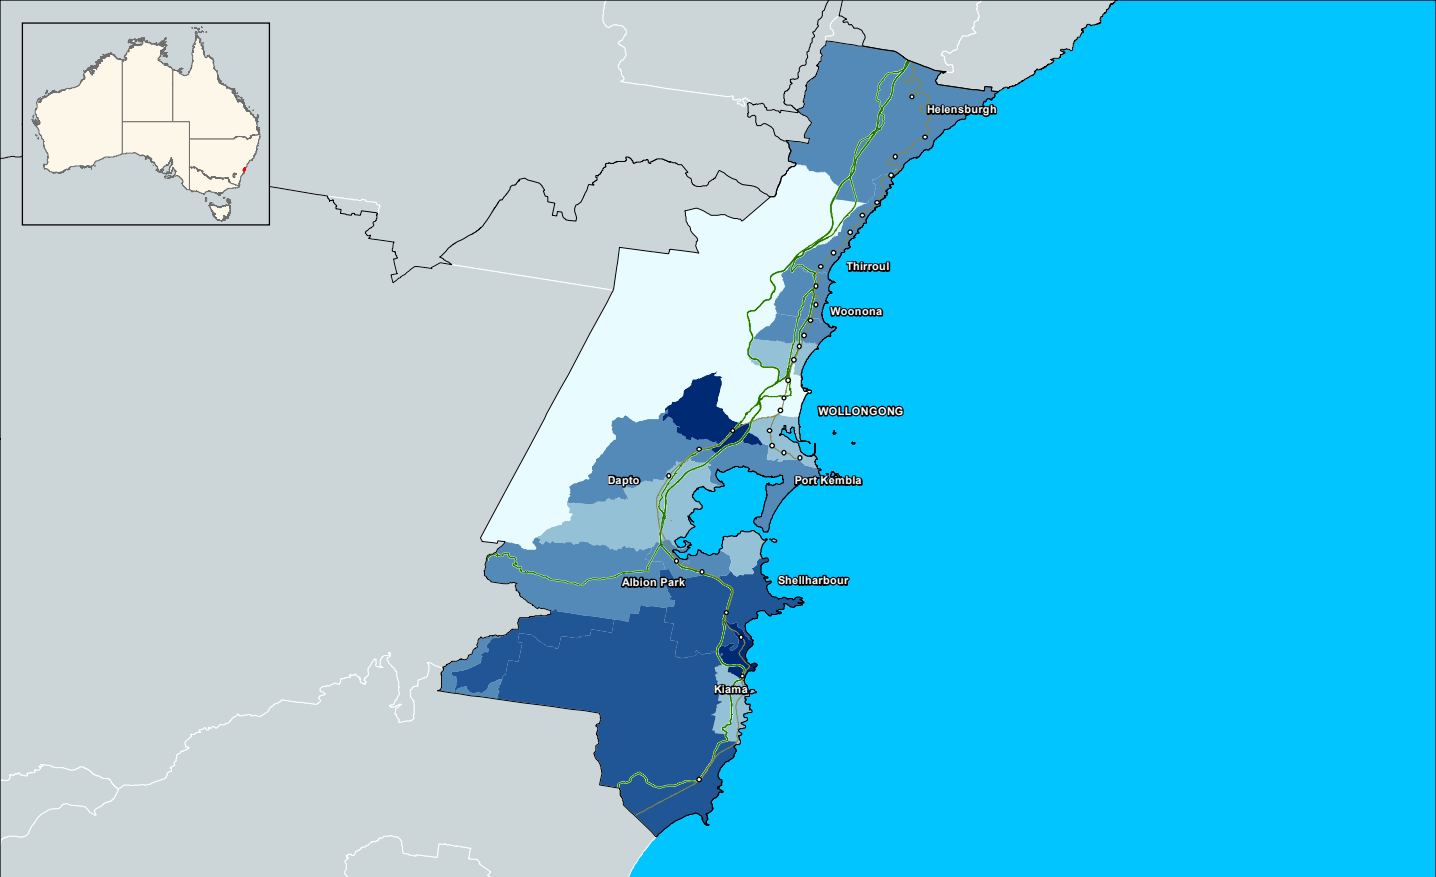 Helensburgh
Thirroul
Woonona
WOLLONGONG
Dapto
Port Kembla
Albion Park
Shellharbour
Kiama